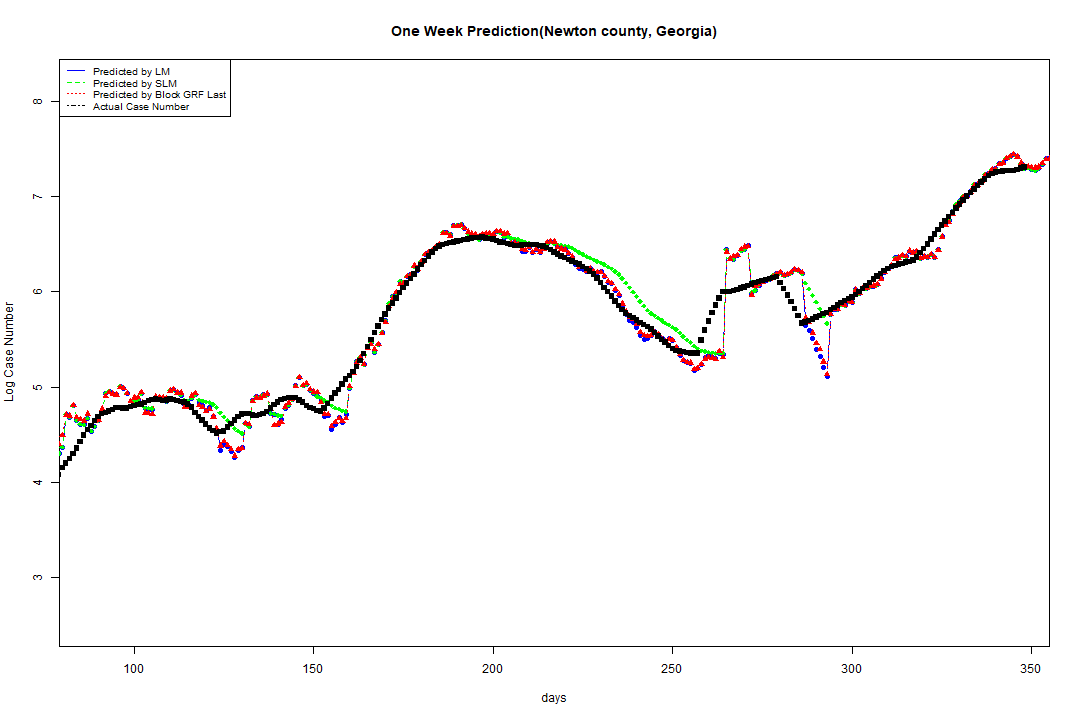 One Week Prediction(Newton county, Georgia)
Predicted by LM
Predicted by SLM
Predicted by Block GRF Last
Actual Case Number
8
7
6
5
4
3
Log Case Number
100 150 200 250 300 350
days